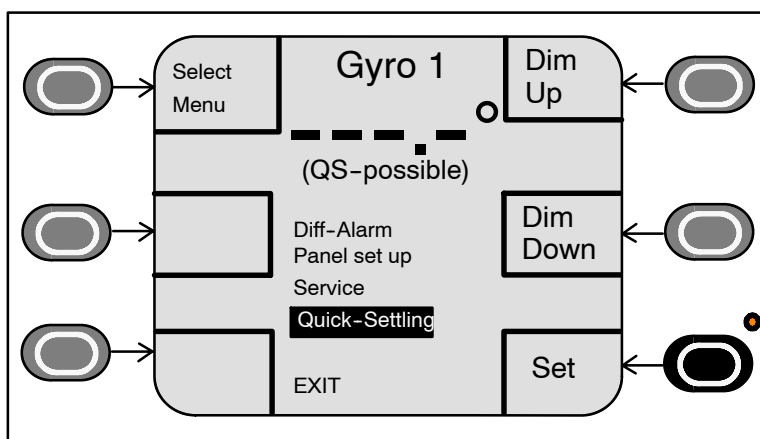 Gyro 1
Select
Menu
Dim
Up
---.-°
(QS-possible)
Dim
Down
Diff-Alarm
Panel set up
Service
Quick-Settling
Set
EXIT